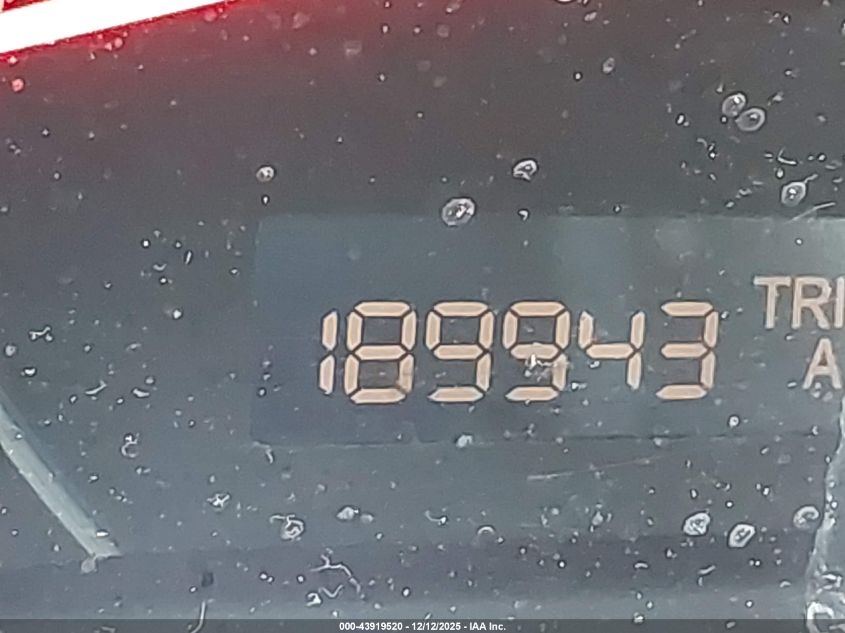 189943
TRI
A
000-43919520 - 12/12/2025 - IAA Inc.